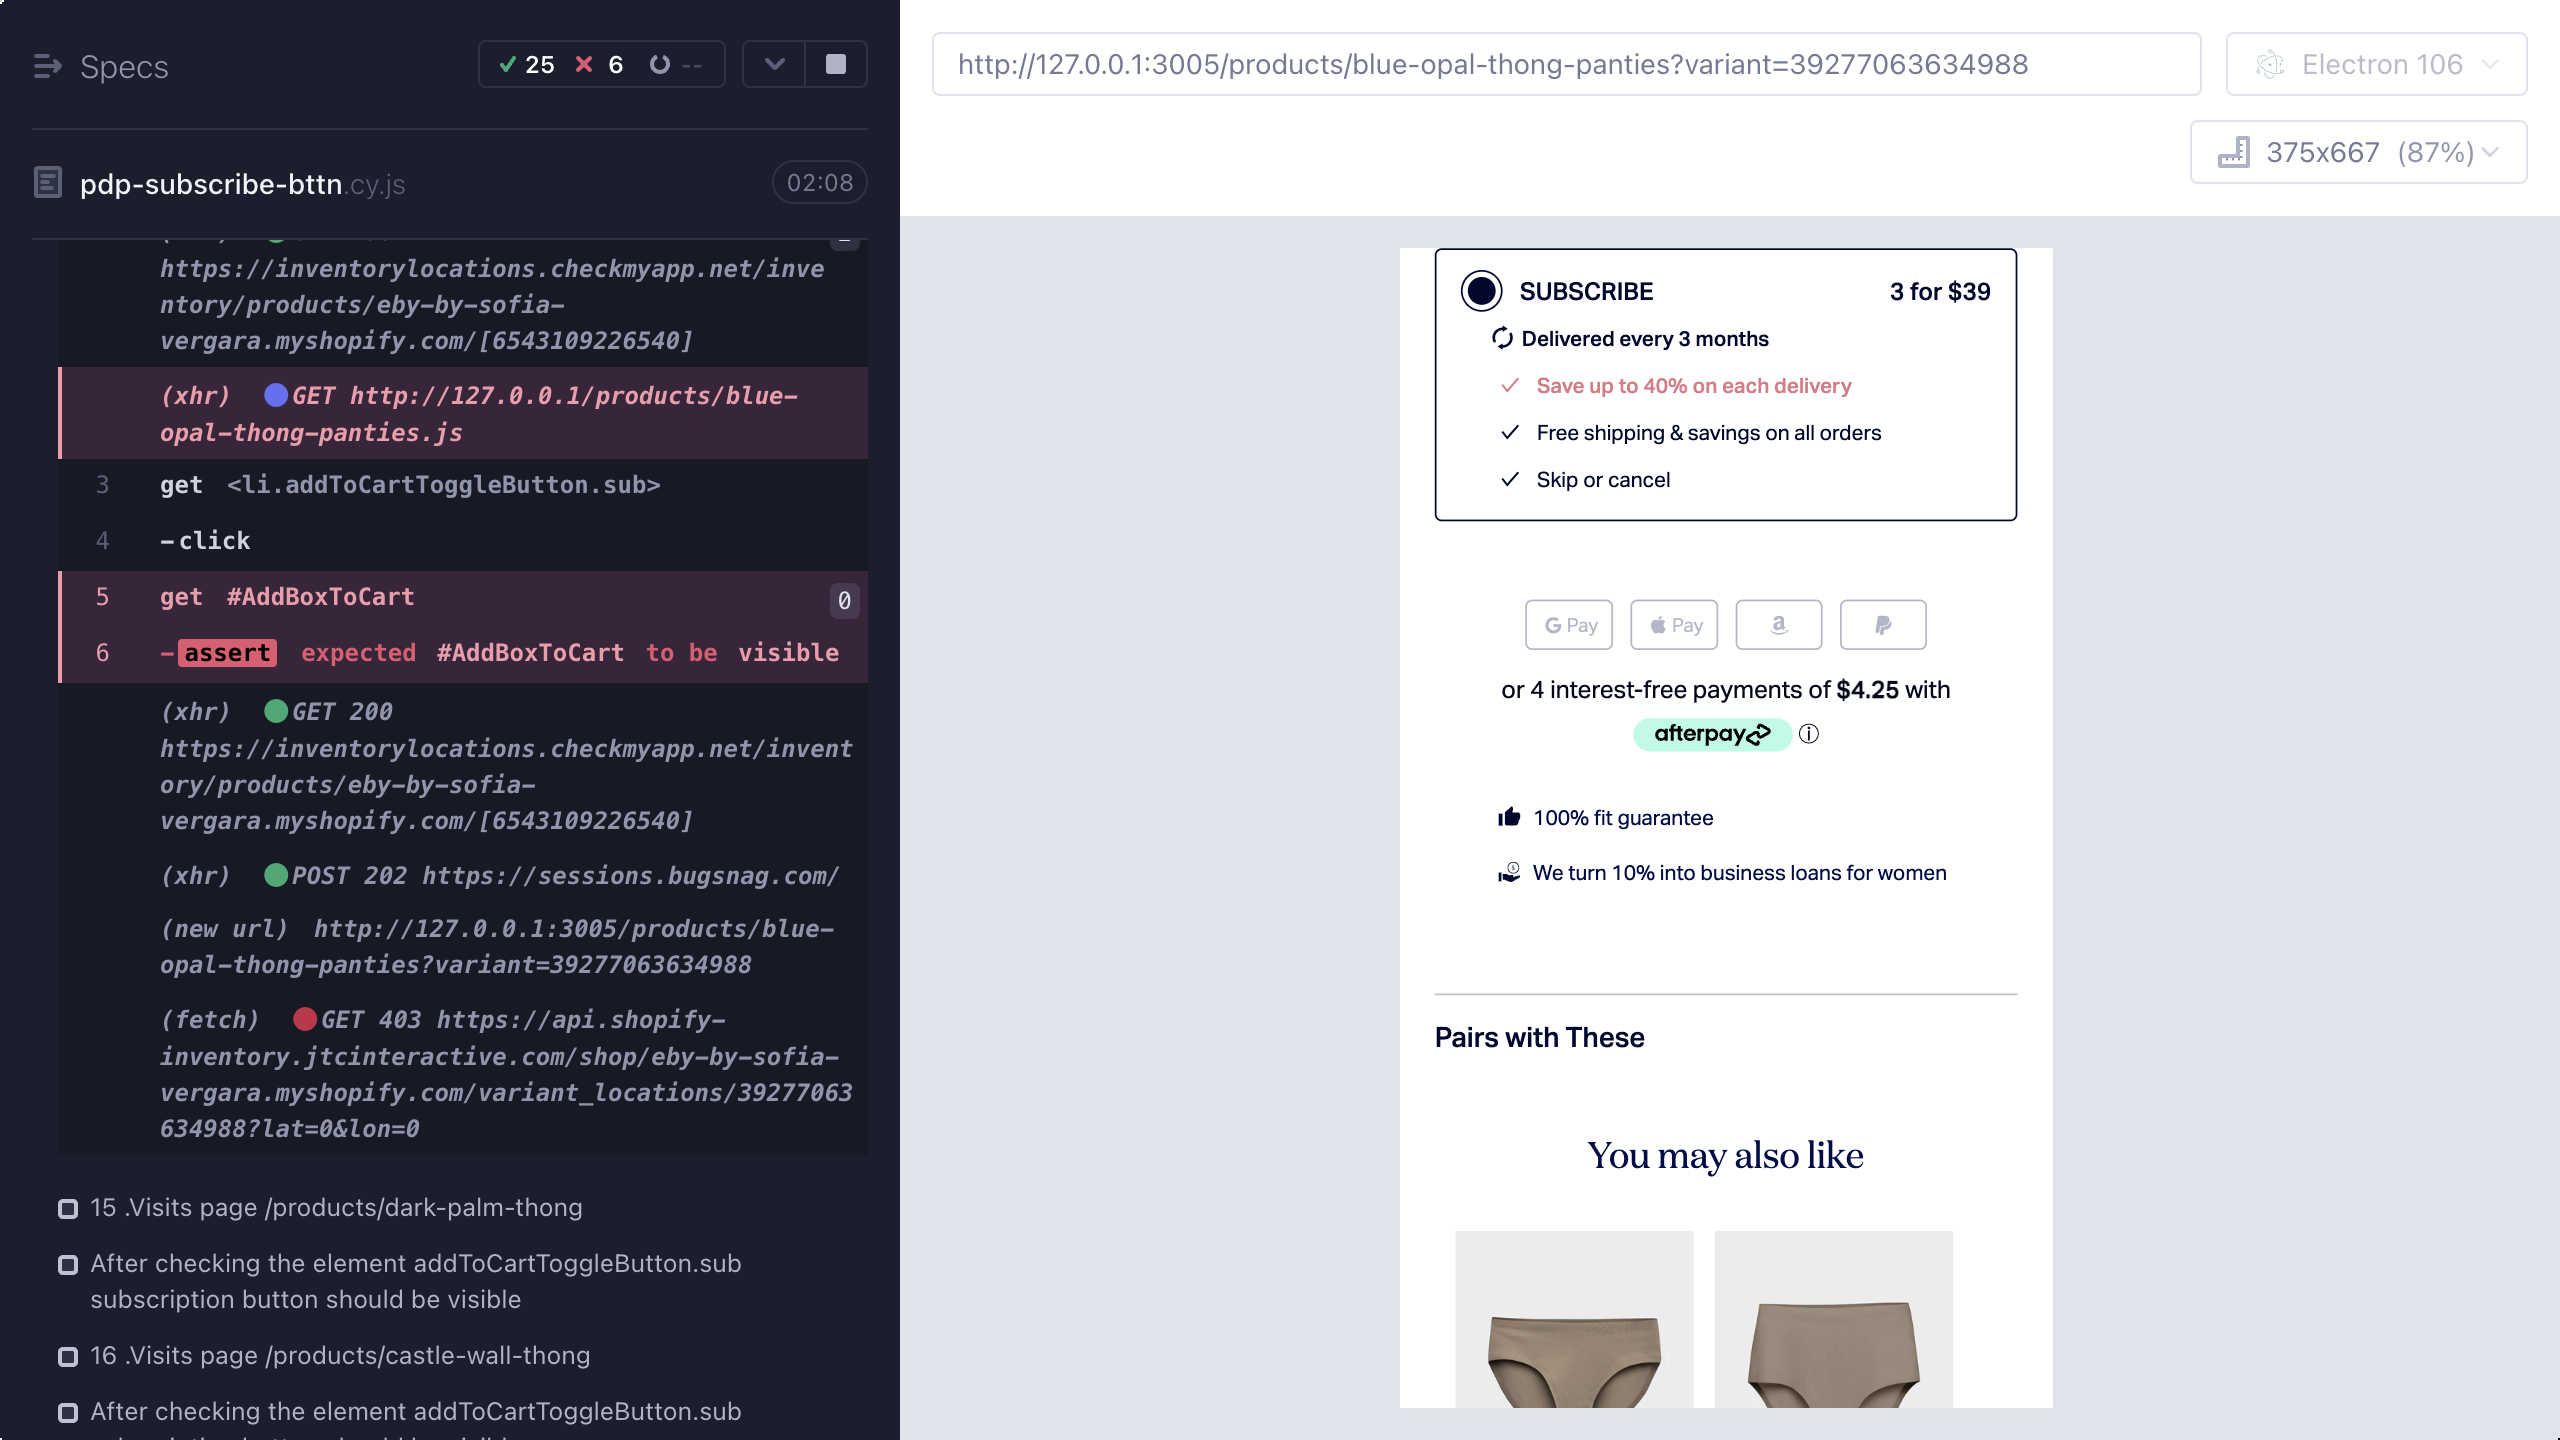 Specs
25 6 --
pdp-subscribe-bttn.cy.js
02:08
https://inventorylocations.checkmyapp.net/inve
ntory/products/eby-by-sofia-
vergara.myshopify.com/[6543109226540]
(xhr) GET http://127.0.0.1/products/blue-
opal-thong-panties.js
3 get <li.addToCartToggleButton.sub>
4 -click
5 get #AddBoxToCart 0
6 -assert expected #AddBoxToCart to be visible
(xhr) GET 200
https://inventorylocations.checkmyapp.net/invent
ory/products/eby-by-sofia-
vergara.myshopify.com/[6543109226540]
(xhr) POST 202 https://sessions.bugsnag.com/
(new url) http://127.0.0.1:3005/products/blue-
opal-thong-panties?variant=39277063634988
(fetch) GET 403 https://api.shopify-
inventory.jtcinteractive.com/shop/eby-by-sofia-
vergara.myshopify.com/variant_locations/39277063
634988?lat=0&lon=0
15 .Visits page /products/dark-palm-thong
After checking the element addToCartToggleButton.sub
subscription button should be visible
16 .Visits page /products/castle-wall-thong
After checking the element addToCartToggleButton.sub
http://127.0.0.1:3005/products/blue-opal-thong-panties?variant=39277063634988
Electron 106
375x667 (87%)
SUBSCRIBE 3 for $39
Delivered every 3 months
Save up to 40% on each delivery
Free shipping & savings on all orders
Skip or cancel
G Pay Pay a P
or 4 interest-free payments of $4.25 with
afterpay
100% fit guarantee
We turn 10% into business loans for women
Pairs with These
You may also like